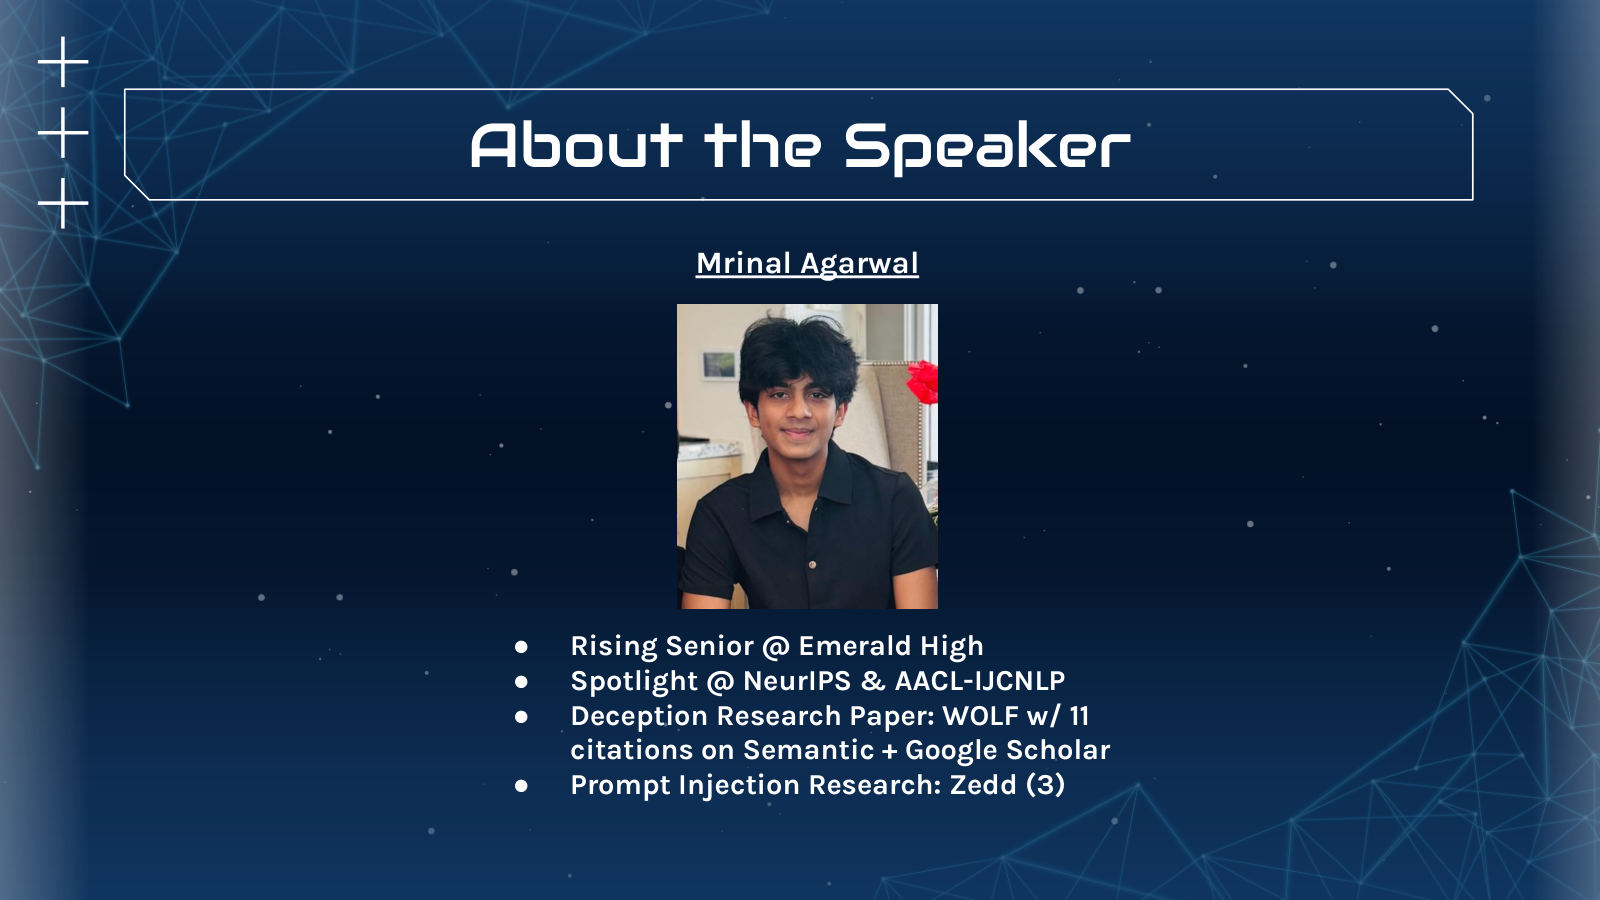 About the Speaker
Mrinal Agarwal
● Rising Senior @ Emerald High
● Spotlight @ NeurIPS & AACL-IJCNLP
● Deception Research Paper: WOLF w/ 11
citations on Semantic + Google Scholar
● Prompt Injection Research: Zedd (3)